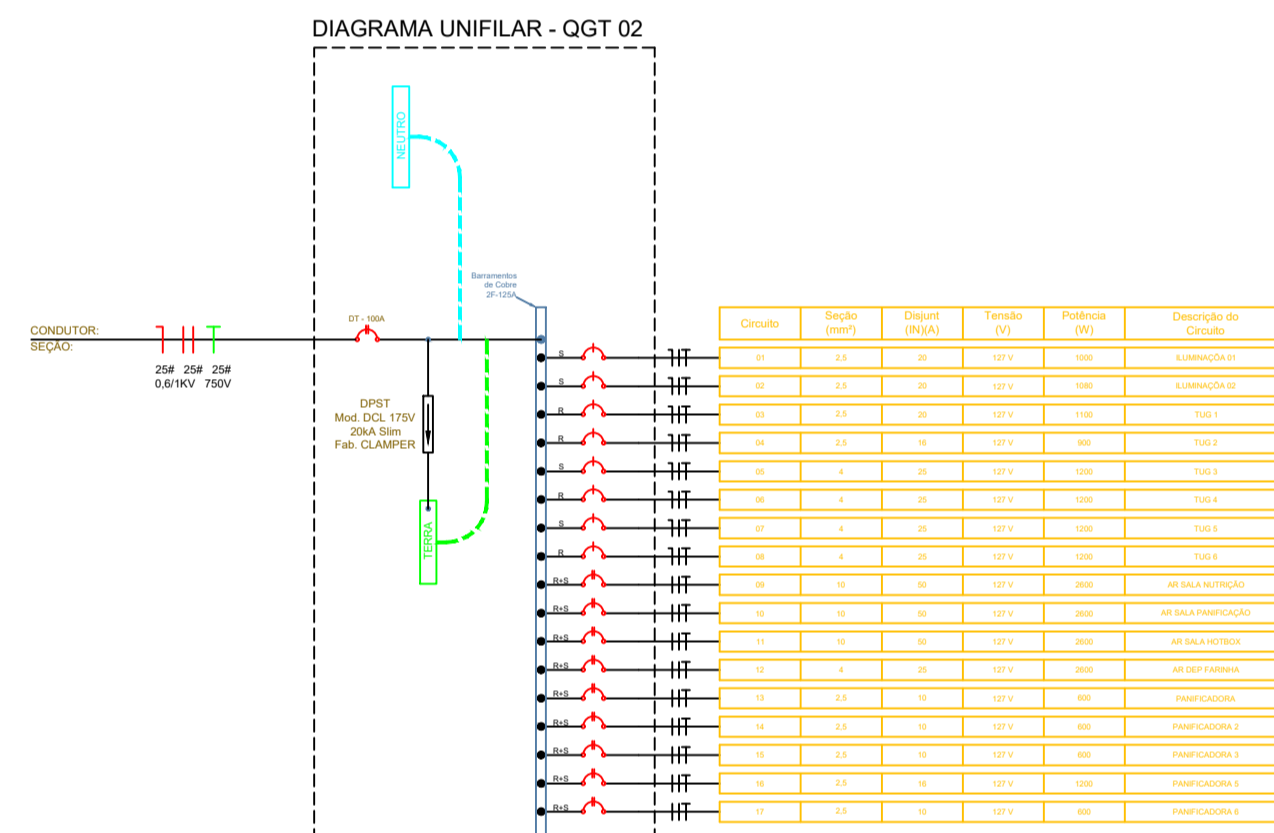 DIAGRAMA UNIFILAR - QGT 02
NEUTRO
Barramentos
de Cobre
2F-125A
CONDUTOR:
SEÇÃO:
25# 25# 25#
0,6/1KV 750V
DT - 100A
DPST
Mod. DCL 175V
20kA Slim
Fab. CLAMPER
TERRA
Circuito Seção (mm²) Disjunt (IN)(A) Tensão (V) Potência (W) Descrição do Circuito
S 01 2,5 20 127 V 1000 ILUMINAÇÕA 01
S 02 2,5 20 127 V 1080 ILUMINAÇÕA 02
R 03 2,5 20 127 V 1100 TUG 1
R 04 2,5 16 127 V 900 TUG 2
S 05 4 25 127 V 1200 TUG 3
R 06 4 25 127 V 1200 TUG 4
S 07 4 25 127 V 1200 TUG 5
R 08 4 25 127 V 1200 TUG 6
R+S 09 10 50 127 V 2600 AR SALA NUTRIÇÃO
R+S 10 10 50 127 V 2600 AR SALA PANIFICAÇÃO
R+S 11 10 50 127 V 2600 AR SALA HOTBOX
R+S 12 4 25 127 V 2600 AR DEP FARINHA
R+S 13 2,5 10 127 V 600 PANIFICADORA
R+S 14 2,5 10 127 V 600 PANIFICADORA 2
R+S 15 2,5 10 127 V 600 PANIFICADORA 3
R+S 16 2,5 16 127 V 1200 PANIFICADORA 5
R+S 17 2,5 10 127 V 600 PANIFICADORA 6